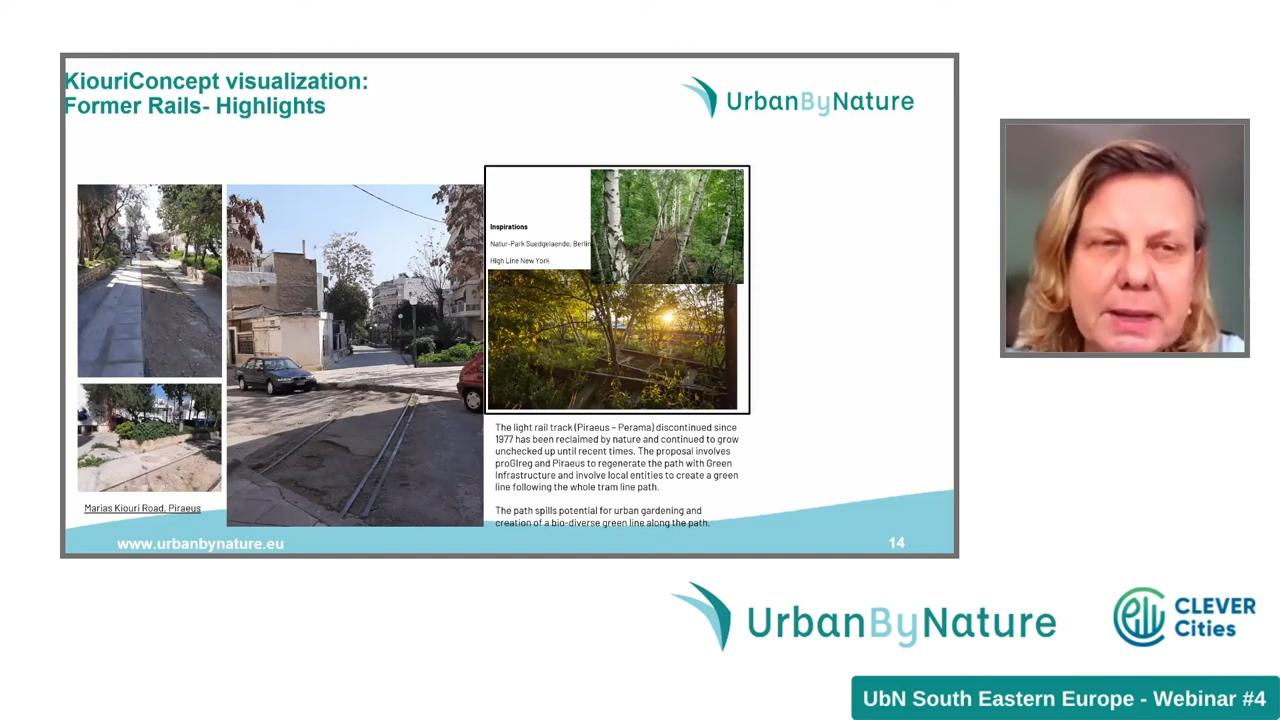 KiouriConcept visualization:
Former Rails- Highlights
UrbanByNature
Inspirations
Natur-Park Suedgelaende, Berlin
High Line New York
The light rail track (Piraeus – Perama) discontinued since
1977 has been reclaimed by nature and continued to grow
unchecked up until recent times. The proposal involves
proGIreg and Piraeus to regenerate the path with Green
Infrastructure and involve local entities to create a green
line following the whole tram line path.
The path spills potential for urban gardening and
creation of a bio-diverse green line along the path.
Marias Kiouri Road, Piraeus
www.urbanbynature.eu
14
UrbanByNature
CLEVER
Cities
UbN South Eastern Europe - Webinar #4